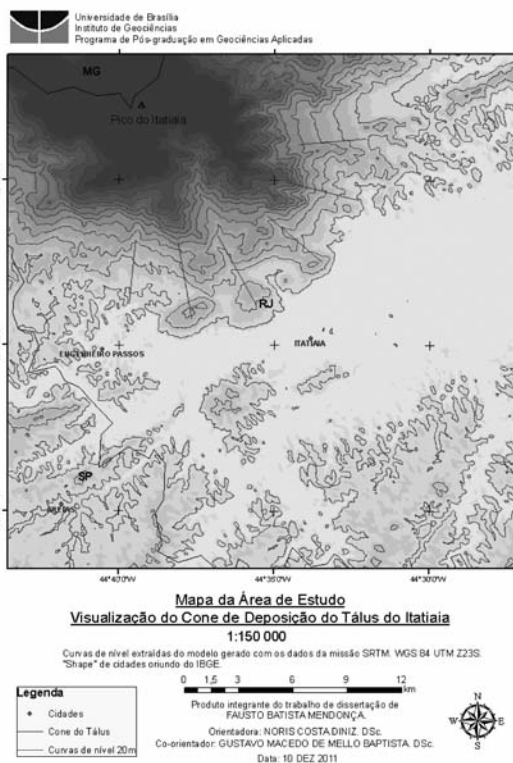 Universidade de Brasília
Instituto de Geociências
Programa de Pós-graduação em Geociências Aplicadas
MG
Pico do Itatiaia
RJ
ITATIAIA
ENGENHEIRO PASSOS
SP
44°40'0"W 44°35'0"W 44°30'0"W
Mapa da Área de Estudo
Visualização do Cone de Deposição do Tálus do Itatiaia
1:150 000
Curvas de nível extraídas do modelo gerado com os dados da missão SRTM. WGS 84 UTM Z23S.
"Shape" de cidades oriundo do IBGE.
0 1,5 3 6 9 12
km
Legenda
Cidades
Cone do Tálus
Curvas de nível 20m
Produto integrante do trabalho de dissertação de
FAUSTO BATISTA MENDONÇA.
Orientadora: NORIS COSTA DINIZ. DSc.
Co-orientador: GUSTAVO MACEDO DE MELLO BAPTISTA. DSc.
Data: 10 DEZ 2011
N
W E
S